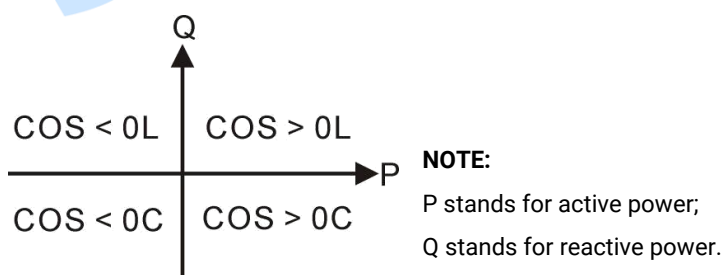 Q
COS < 0L
COS > 0L
P
COS < 0C
COS > 0C
NOTE:
P stands for active power;
Q stands for reactive power.